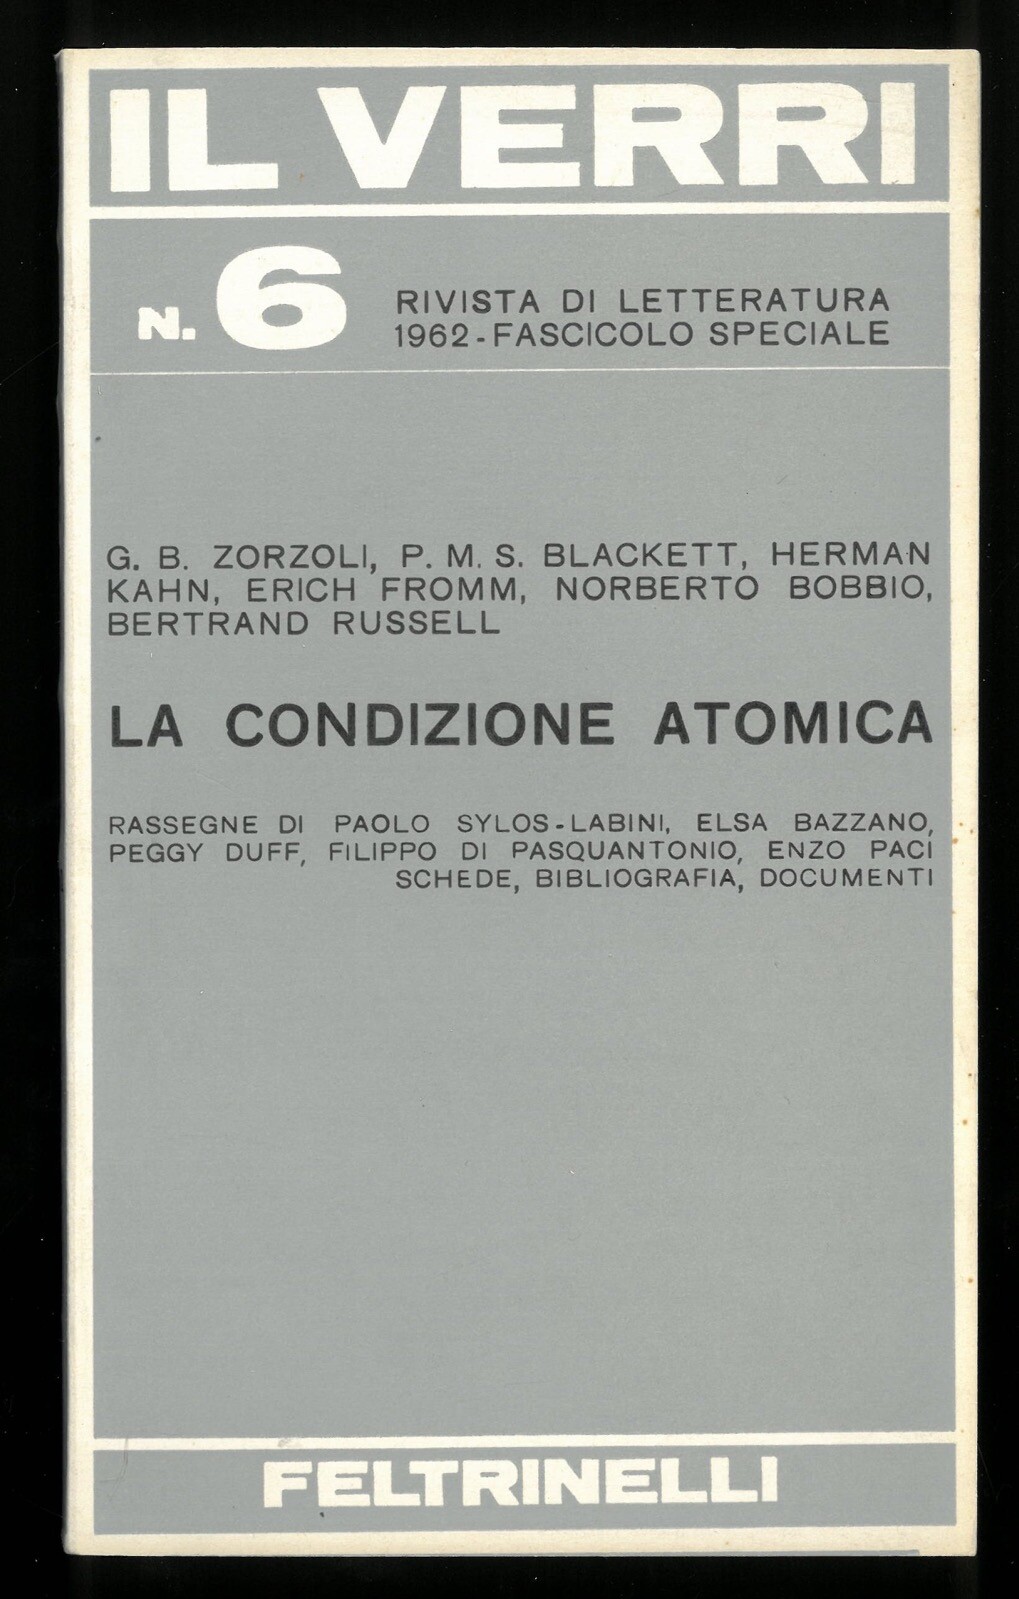 IL VERRI
N. 6
RIVISTA DI LETTERATURA
1962-FASCICOLO SPECIALE
G. B. ZORZOLI, P. M. S. BLACKETT, HERMAN
KAHN, ERICH FROMM, NORBERTO BOBBIO,
BERTRAND RUSSELL
LA CONDIZIONE ATOMICA
RASSEGNE DI PAOLO SYLOS-LABINI, ELSA BAZZANO,
PEGGY DUFF, FILIPPO DI PASQUANTONIO, ENZO PACI
SCHEDE, BIBLIOGRAFIA, DOCUMENTI
FELTRINELLI